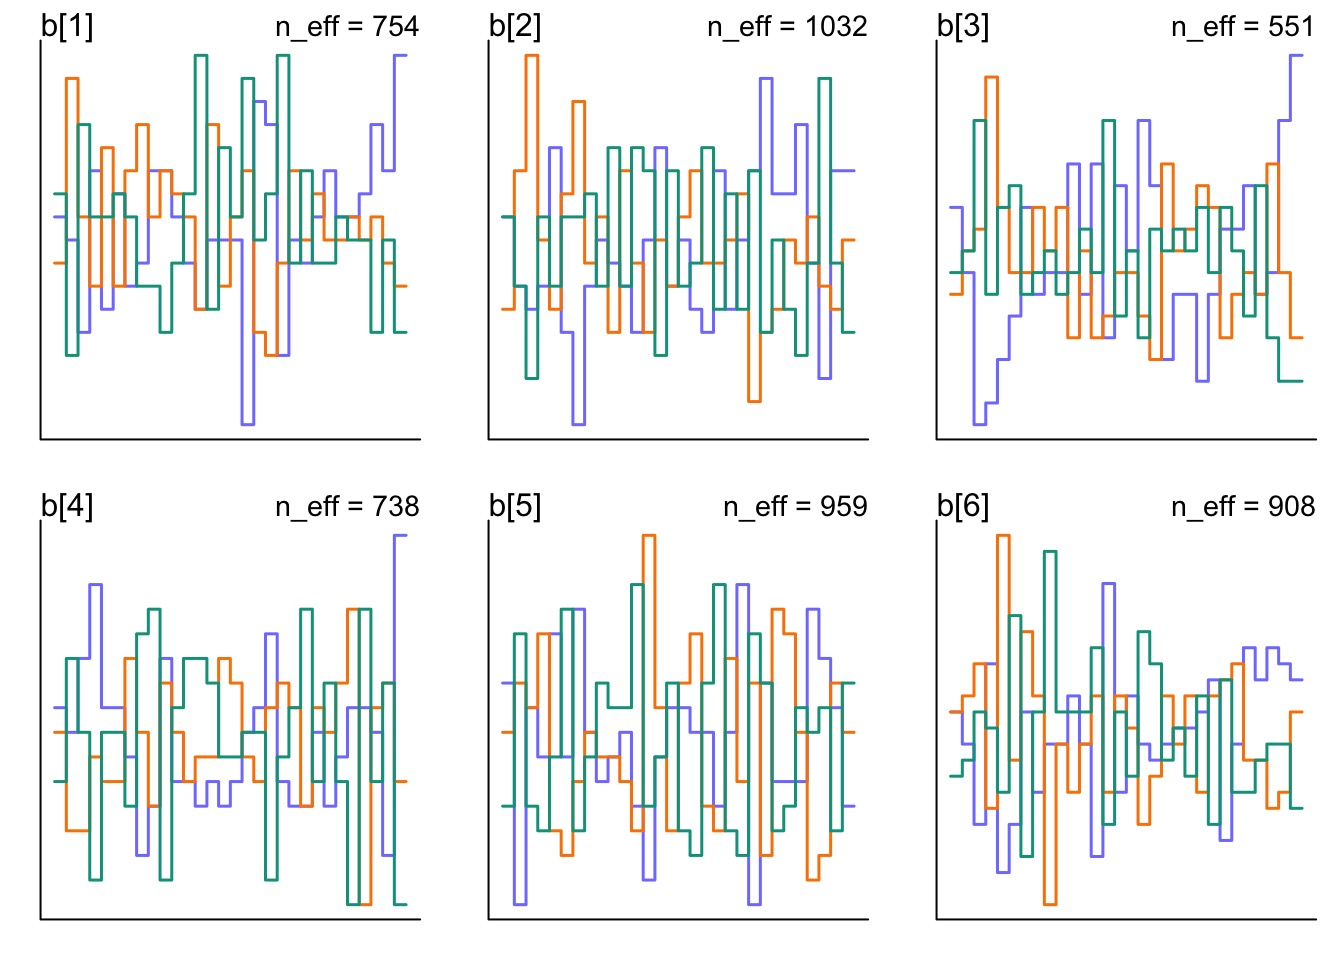 b[1] n_eff = 754
b[2] n_eff = 1032
b[3] n_eff = 551
b[4] n_eff = 738
b[5] n_eff = 959
b[6] n_eff = 908